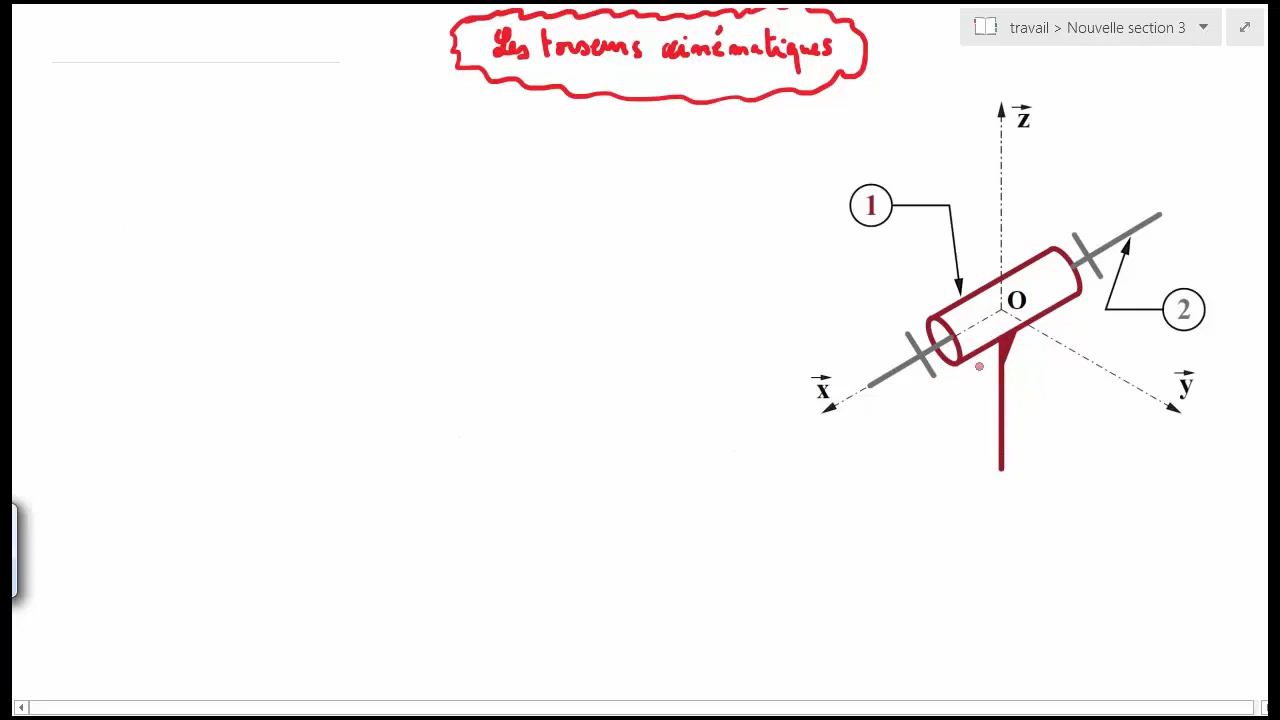 Les torseurs cinématiques
travail > Nouvelle section 3
z
1
O
2
x
y